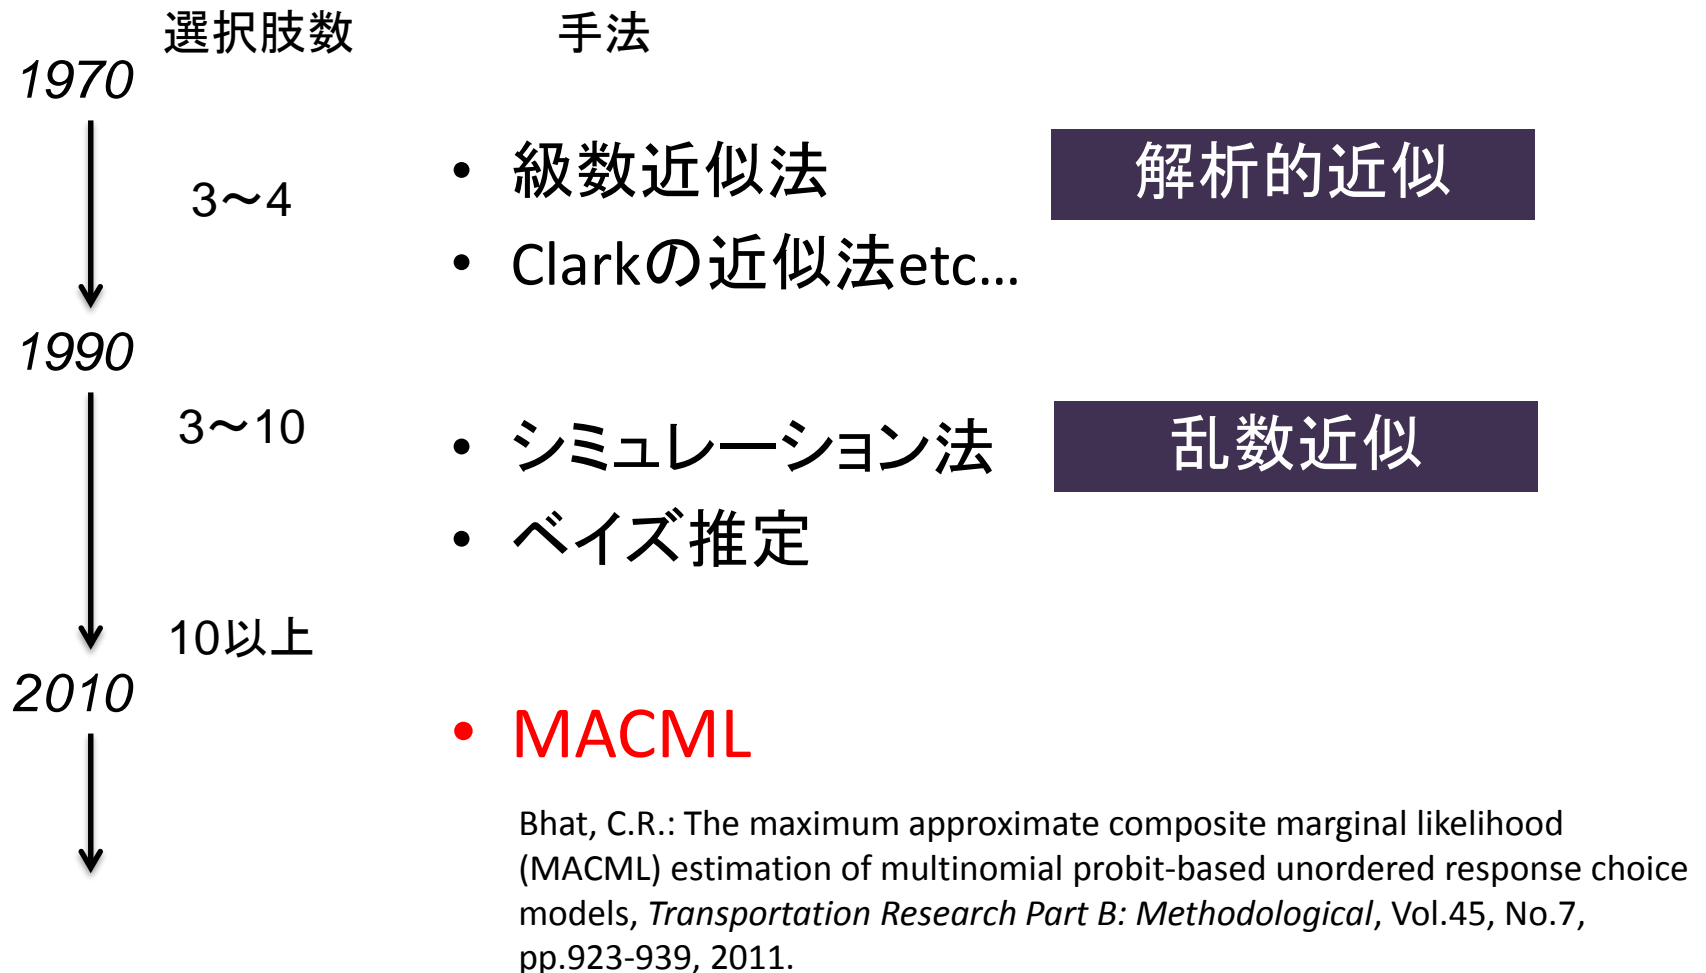 選択肢数 手法
1970
• 級数近似法 解析的近似
3~4
• Clarkの近似法etc…
1990
3~10
• シミュレーション法 乱数近似
• ベイズ推定
10以上
2010
• MACML
Bhat, C.R.: The maximum approximate composite marginal likelihood
(MACML) estimation of multinomial probit-based unordered response choice
models, Transportation Research Part B: Methodological, Vol.45, No.7,
pp.923-939, 2011.